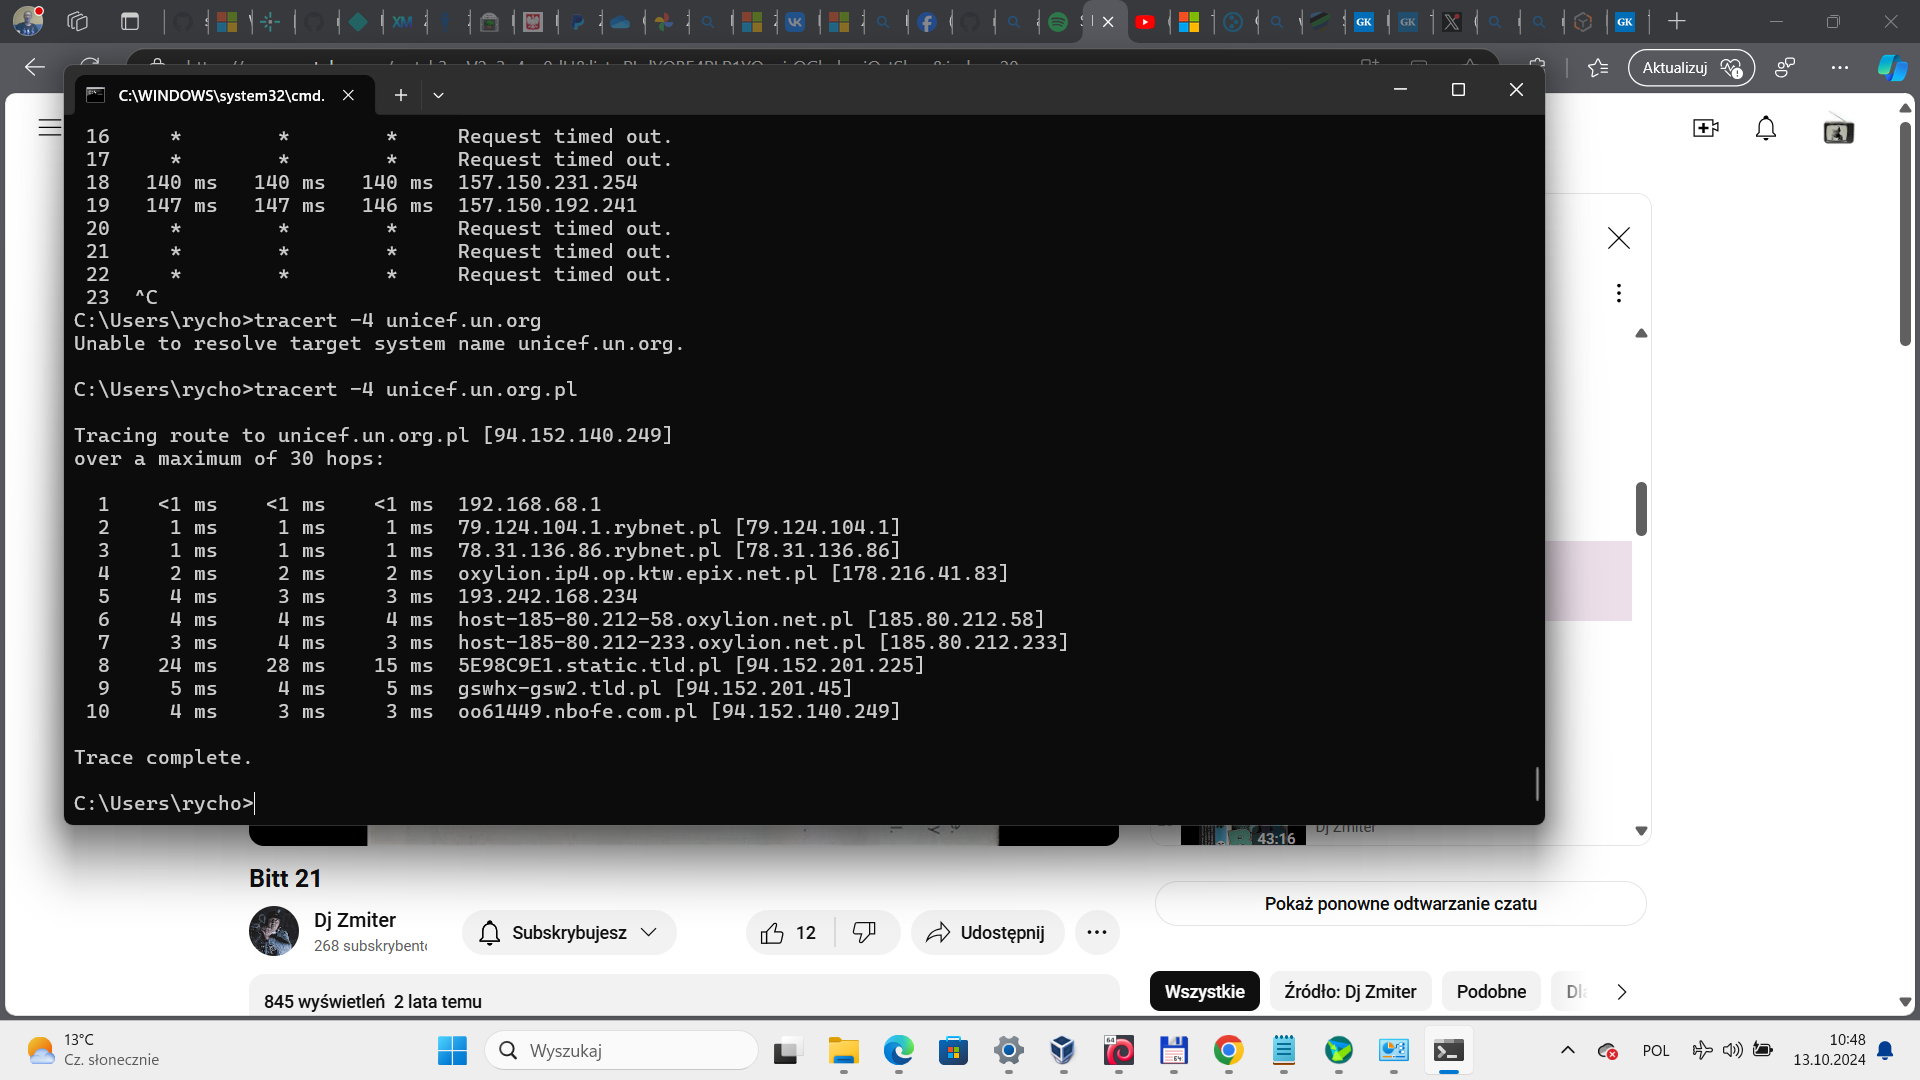 C:\WINDOWS\system32\cmd.
Aktualizuj
16 * * * Request timed out.
17 * * * Request timed out.
18 140 ms 140 ms 140 ms 157.150.231.254
19 147 ms 147 ms 146 ms 157.150.192.241
20 * * * Request timed out.
21 * * * Request timed out.
22 * * * Request timed out.
23 ^C
C:\Users\rycho>tracert -4 unicef.un.org
Unable to resolve target system name unicef.un.org.
C:\Users\rycho>tracert -4 unicef.un.org.pl
Tracing route to unicef.un.org.pl [94.152.140.249]
over a maximum of 30 hops:
1 <1 ms <1 ms <1 ms 192.168.68.1
2 1 ms 1 ms 1 ms 79.124.104.1.rybnet.pl [79.124.104.1]
3 1 ms 1 ms 1 ms 78.31.136.86.rybnet.pl [78.31.136.86]
4 2 ms 2 ms 2 ms oxylion.ip4.op.ktw.epix.net.pl [178.216.41.83]
5 4 ms 3 ms 3 ms 193.242.168.234
6 4 ms 4 ms 4 ms host-185-80.212-58.oxylion.net.pl [185.80.212.58]
7 3 ms 4 ms 3 ms host-185-80.212-233.oxylion.net.pl [185.80.212.233]
8 24 ms 28 ms 15 ms 5E98C9E1.static.tld.pl [94.152.201.225]
9 5 ms 4 ms 5 ms gswhx-gsw2.tld.pl [94.152.201.45]
10 4 ms 3 ms 3 ms oo61449.nbofe.com.pl [94.152.140.249]
Trace complete.
C:\Users\rycho>
43:16
Dj Zmiter
Bitt 21
Dj Zmiter
268 subskrybentó
Subskrybujesz
12
Udostępnij
Pokaż ponowne odtwarzanie czatu
845 wyświetleń 2 lata temu
Wszystkie
Źródło: Dj Zmiter
Podobne
13°C
Cz. słonecznie
Wyszukaj
POL
10:48
13.10.2024